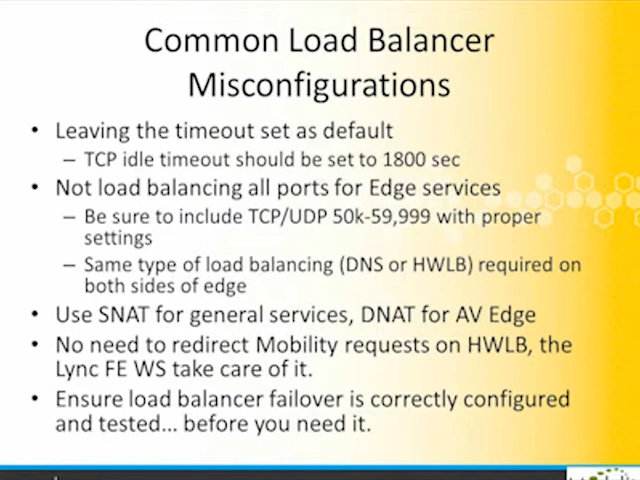 Common Load Balancer
Misconfigurations
• Leaving the timeout set as default
– TCP idle timeout should be set to 1800 sec
• Not load balancing all ports for Edge services
– Be sure to include TCP/UDP 50k-59,999 with proper
settings
– Same type of load balancing (DNS or HWLB) required on
both sides of edge
• Use SNAT for general services, DNAT for AV Edge
• No need to redirect Mobility requests on HWLB, the
Lync FE WS take care of it.
• Ensure load balancer failover is correctly configured
and tested... before you need it.